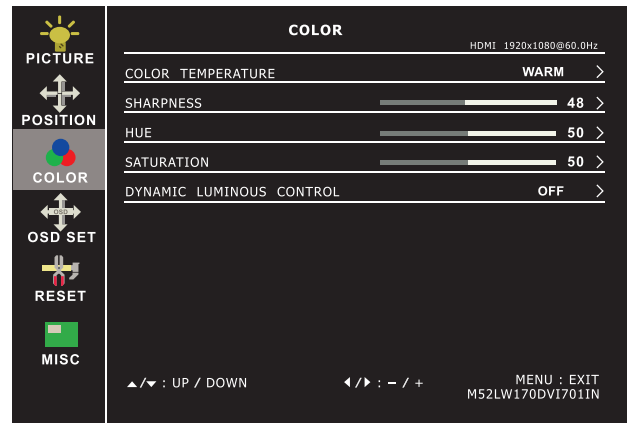 PICTURE
POSITION
COLOR
OSD
OSD SET
RESET
MISC
COLOR
HDMI 1920x1080@60.0Hz
COLOR TEMPERATURE WARM >
SHARPNESS 48 >
HUE 50 >
SATURATION 50 >
DYNAMIC LUMINOUS CONTROL OFF >
▲/▼ : UP / DOWN ◀/▶ : – / + MENU : EXIT
M52LW170DVI701IN